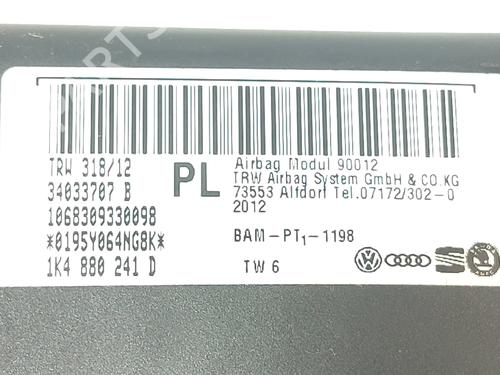 TRW 318/12
34033707 B
1068309330098
*0195Y064NG8K*
1K4 880 241 D
PL
Airbag Modul 90012
TRW Airbag System GmbH & CO.KG
73553 Alfdorf Tel.07172/302-0
2012
BAM-PT1-1198
TW 6